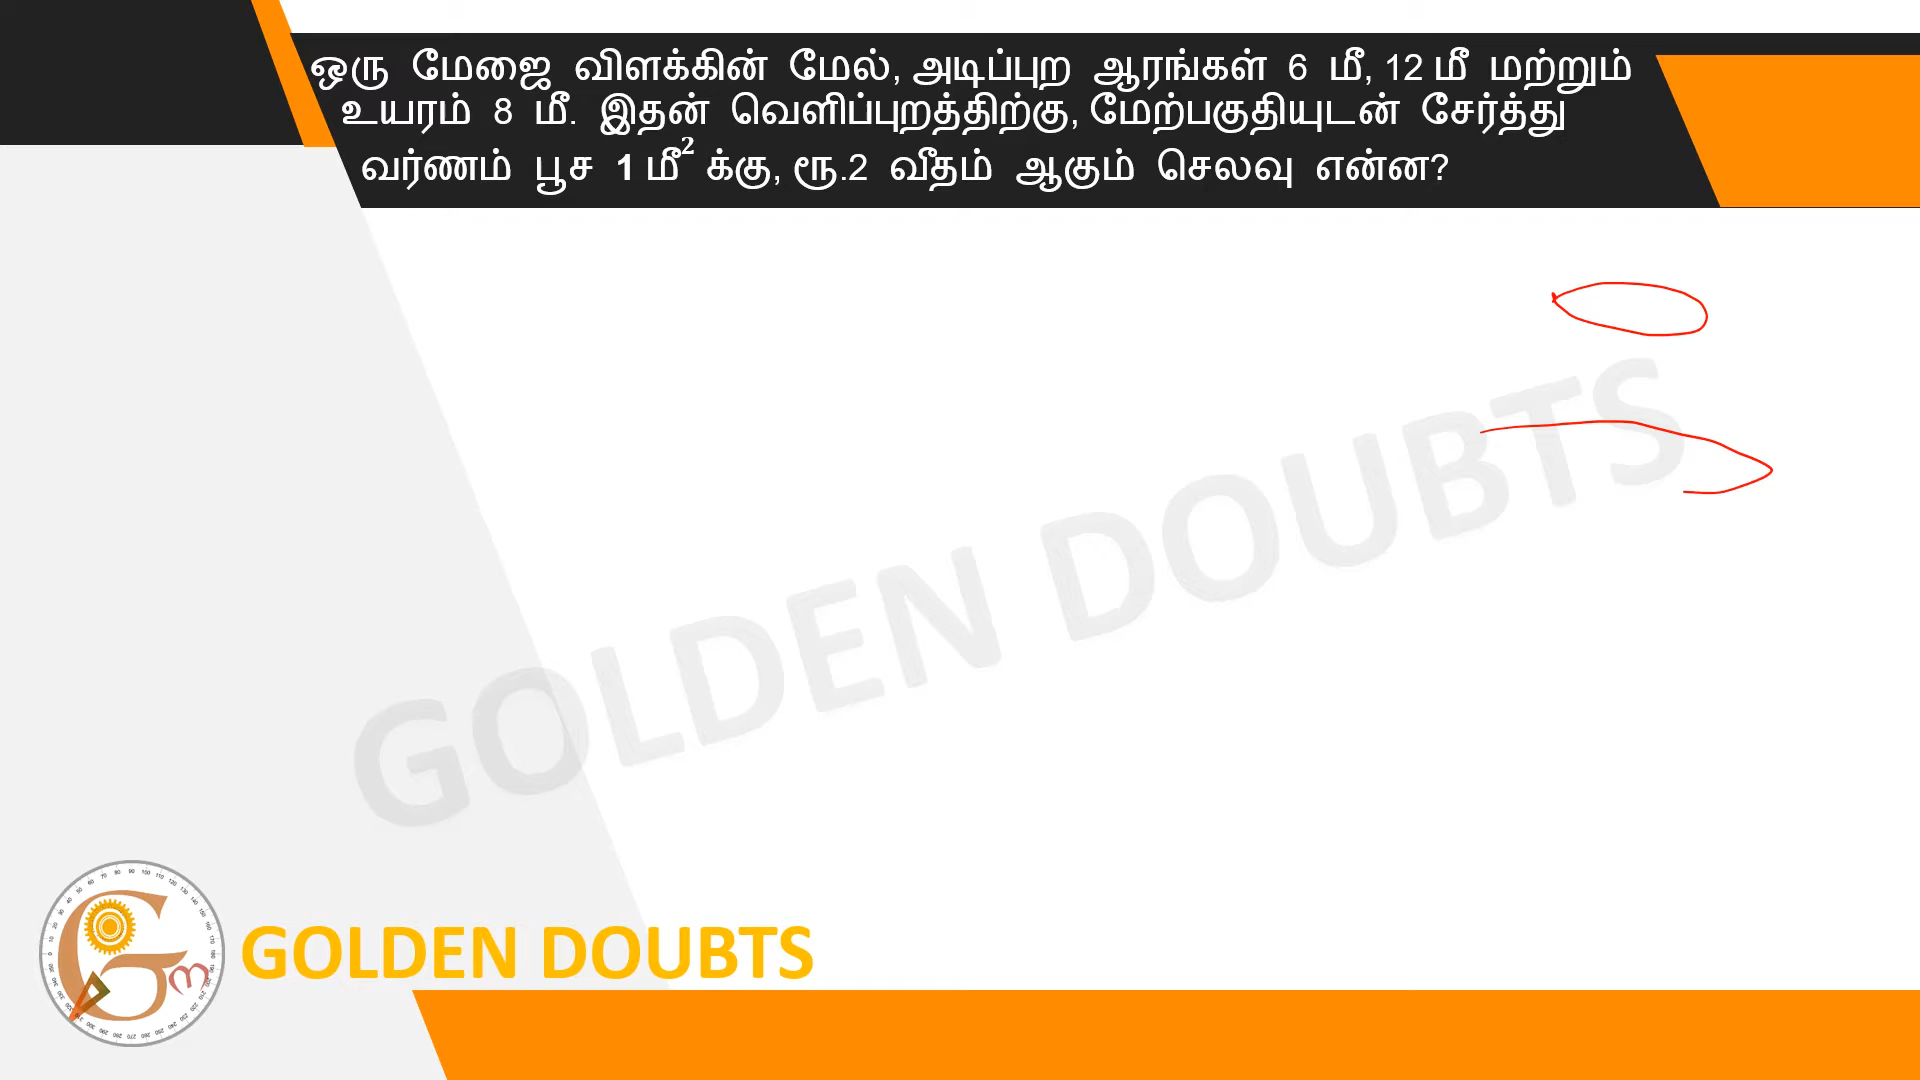 ஒரு மேஜை விளக்கின் மேல், அடிப்புற ஆரங்கள் 6 மீ, 12 மீ மற்றும்
உயரம் 8 மீ. இதன் வெளிப்புறத்திற்கு, மேற்பகுதியுடன் சேர்த்து
வர்ணம் பூச 1 மீ² க்கு, ரூ.2 வீதம் ஆகும் செலவு என்ன?
GOLDEN DOUBTS
GOLDEN DOUBTS